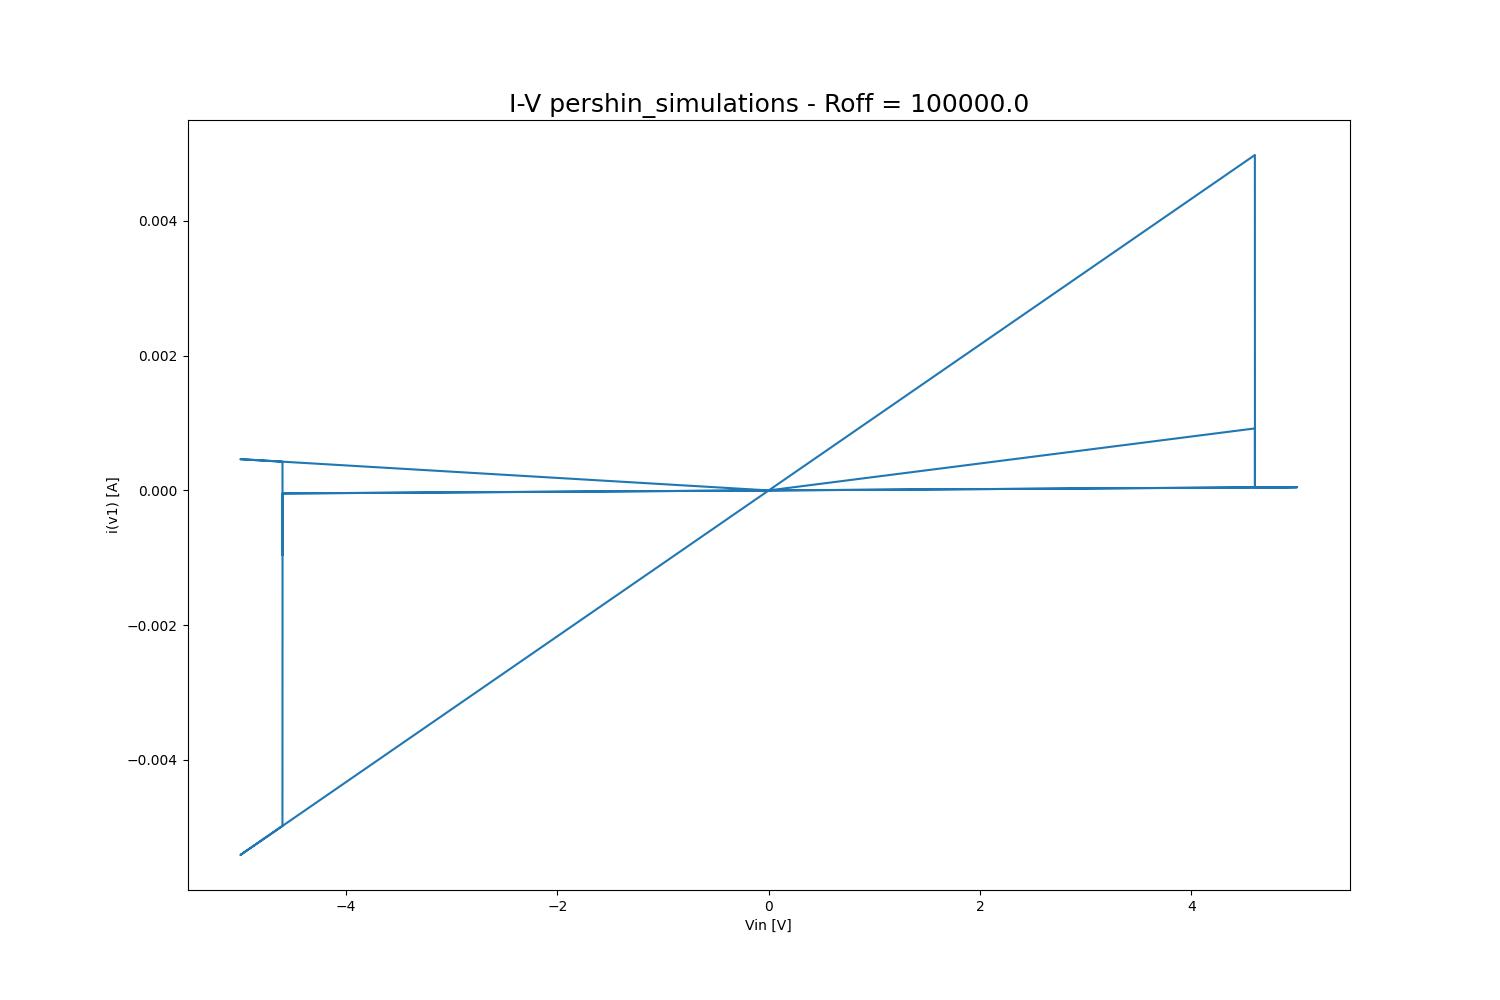 I-V pershin_simulations - Roff = 100000.0
0.004
0.002
0.000
−0.002
−0.004
i(v1) [A]
−4 −2 0 2 4
Vin [V]